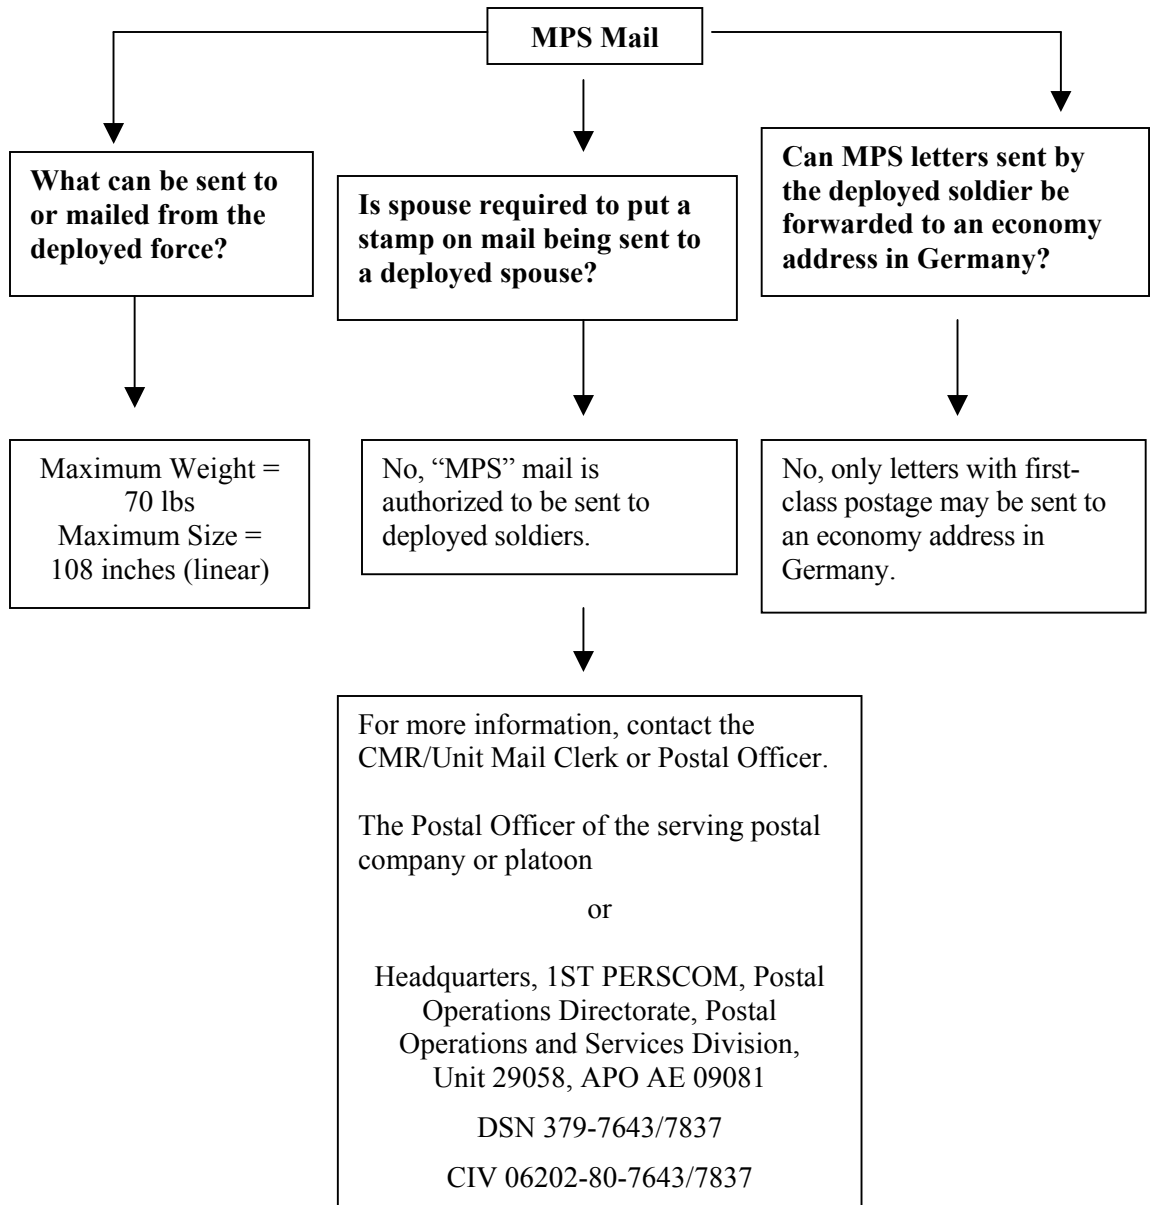 MPS Mail
What can be sent to
or mailed from the
deployed force?
Is spouse required to put a
stamp on mail being sent to
a deployed spouse?
Can MPS letters sent by
the deployed soldier be
forwarded to an economy
address in Germany?
Maximum Weight =
70 lbs
Maximum Size =
108 inches (linear)
No, “MPS” mail is
authorized to be sent to
deployed soldiers.
No, only letters with first-
class postage may be sent to
an economy address in
Germany.
For more information, contact the
CMR/Unit Mail Clerk or Postal Officer.
The Postal Officer of the serving postal
company or platoon
or
Headquarters, 1ST PERSCOM, Postal
Operations Directorate, Postal
Operations and Services Division,
Unit 29058, APO AE 09081
DSN 379-7643/7837
CIV 06202-80-7643/7837